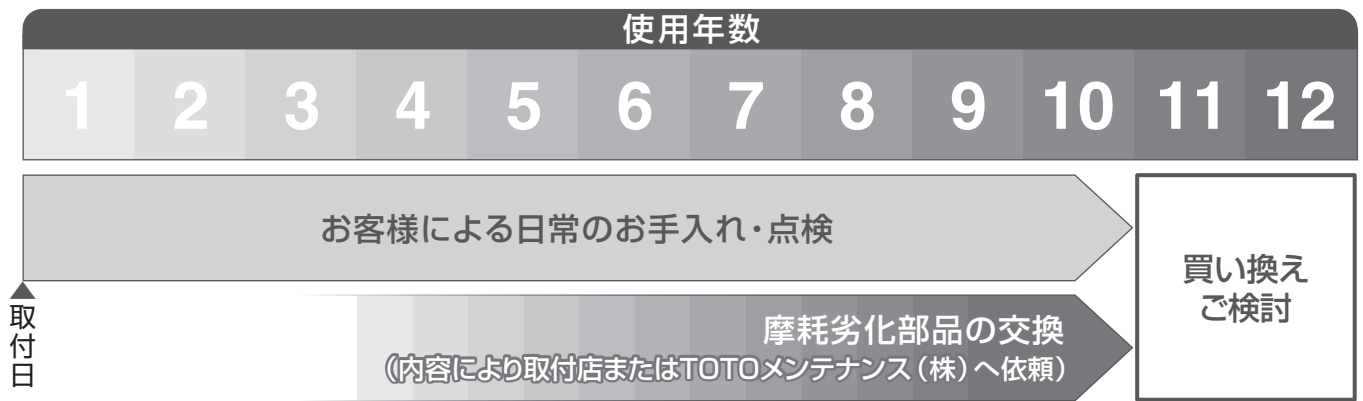 使用年数
1 2 3 4 5 6 7 8 9 10 11 12
お客様による日常のお手入れ・点検
買い換え
ご検討
取付日
摩耗劣化部品の交換
（内容により取付店またはTOTOメンテナンス（株）へ依頼）